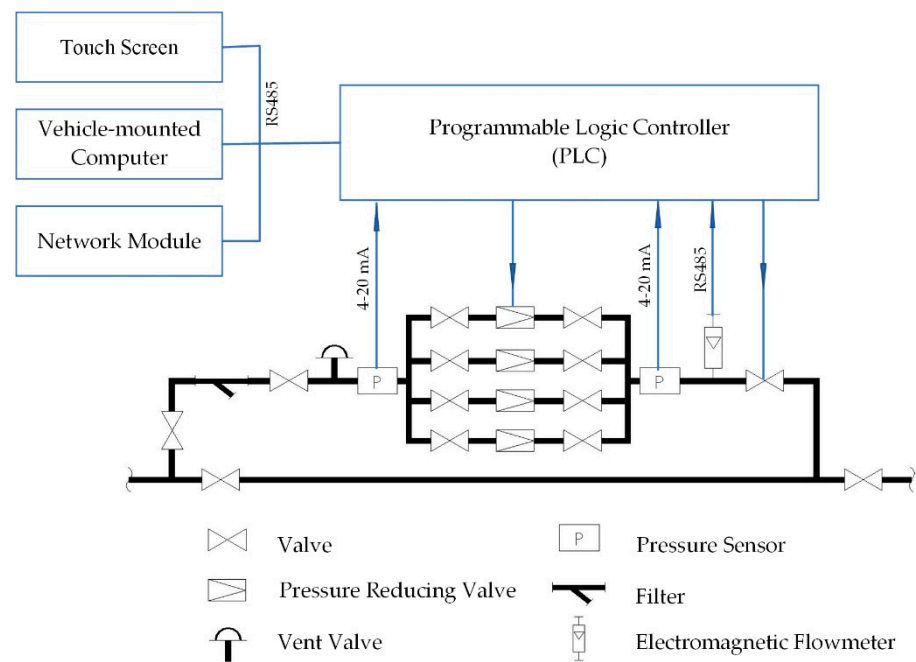 Touch Screen
Vehicle-mounted
Computer
Network Module
RS485
Programmable Logic Controller
(PLC)
4-20 mA
4-20 mA
RS485
P
P
Valve
P
Pressure Sensor
Pressure Reducing Valve
Filter
Vent Valve
Electromagnetic Flowmeter